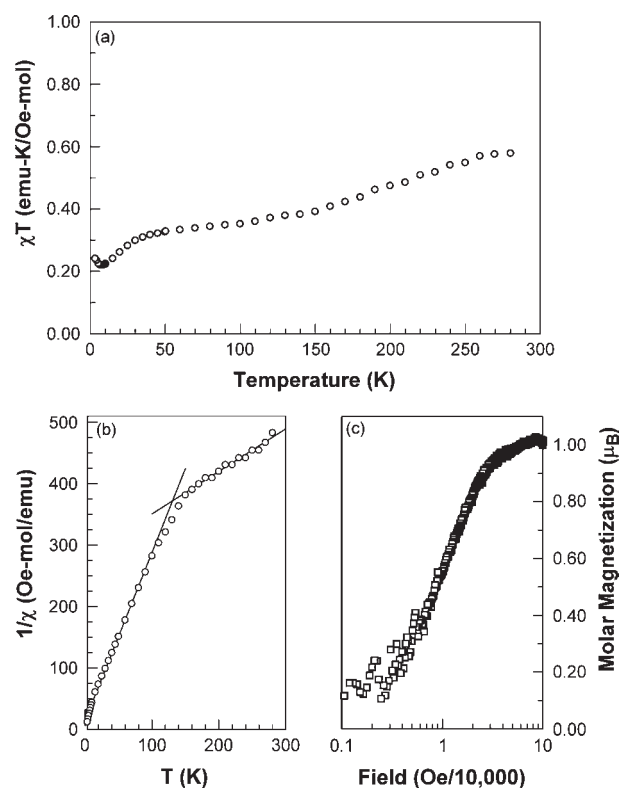 (a)
χT (emu-K/Oe-mol)
1.00
0.80
0.60
0.40
0.20
0.00
0 50 100 150 200 250 300
Temperature (K)
(b)
1/χ (Oe-mol/emu)
500
400
300
200
100
0
0 100 200 300
T (K)
(c)
1.00
0.80
0.60
0.40
0.20
0.00
Molar Magnetization (μB)
0.1 1 10
Field (Oe/10,000)